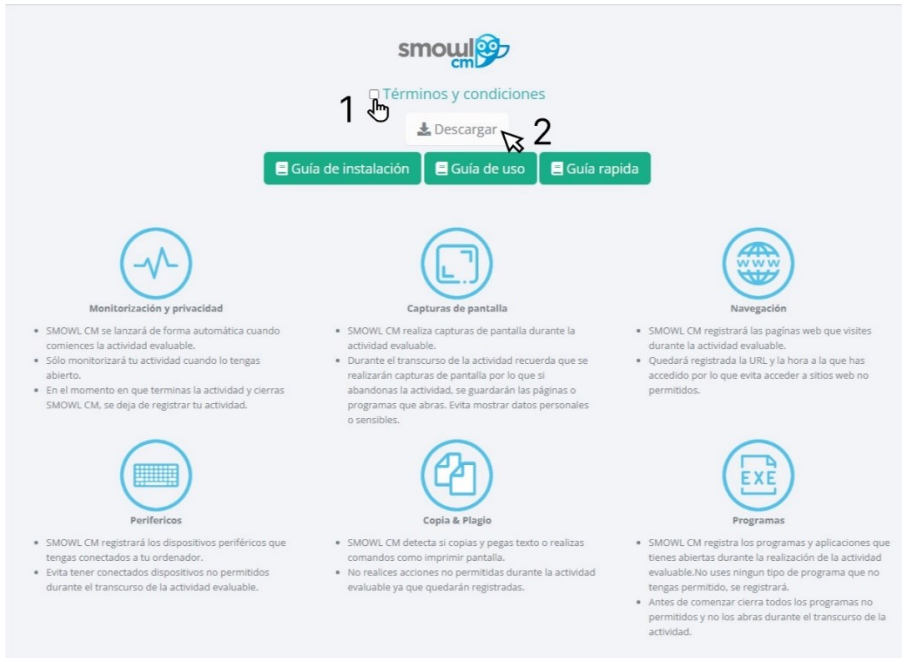 smowl
cm
1 Términos y condiciones
Descargar 2
Guía de instalación Guía de uso Guía rapida
WWW
Monitorización y privacidad
• SMOWL CM se lanzará de forma automática cuando
comiences la actividad evaluable.
• Sólo monitorizará tu actividad cuando lo tengas
abierto.
• En el momento en que terminas la actividad y cierras
SMOWL CM, se deja de registrar tu actividad.
Capturas de pantalla
• SMOWL CM realiza capturas de pantalla durante la
actividad evaluable.
• Durante el transcurso de la actividad recuerda que se
realizarán capturas de pantalla por lo que si
abandonas la actividad, se guardarán las páginas o
programas que abras. Evita mostrar datos personales
o sensibles.
Navegación
• SMOWL CM registrará las pagínas web que visites
durante la actividad evaluable.
• Quedará registrada la URL y la hora a la que has
accedido por lo que evita acceder a sitios web no
permitidos.
Perifericos
• SMOWL CM registrará los dispositivos periféricos que
tengas conectados a tu ordenador.
• Evita tener conectados dispositivos no permitidos
durante el transcurso de la actividad evaluable.
Copia & Plagio
• SMOWL CM detecta si copias y pegas texto o realizas
comandos como imprimir pantalla.
• No realices acciones no permitidas durante la actividad
evaluable ya que quedarán registradas.
EXE
Programas
• SMOWL CM registra los programas y aplicaciones que
tienes abiertas durante la realización de la actividad
evaluable.No uses ningun tipo de programa que no
tengas permitido, se registrará.
• Antes de comenzar cierra todos los programas no
permitidos y no los abras durante el transcurso de la
actividad.